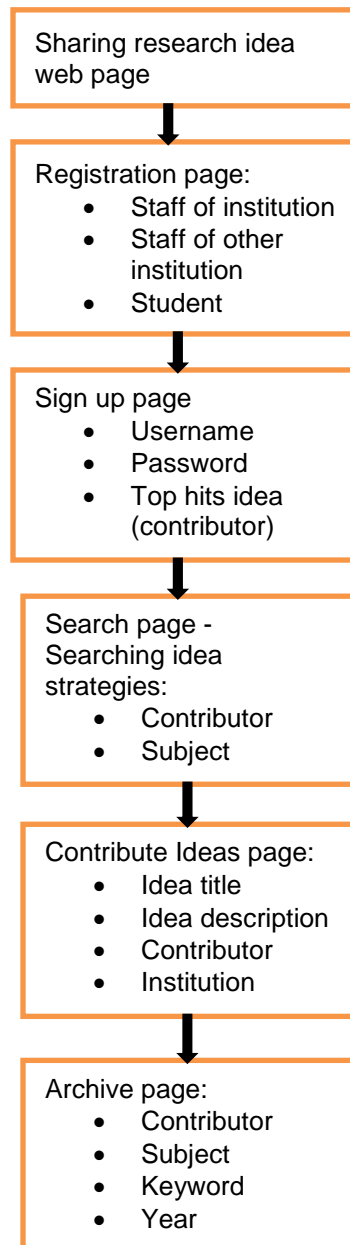 Sharing research idea
web page
Registration page:
• Staff of institution
• Staff of other
institution
• Student
Sign up page
• Username
• Password
• Top hits idea
(contributor)
Search page -
Searching idea
strategies:
• Contributor
• Subject
Contribute Ideas page:
• Idea title
• Idea description
• Contributor
• Institution
Archive page:
• Contributor
• Subject
• Keyword
• Year